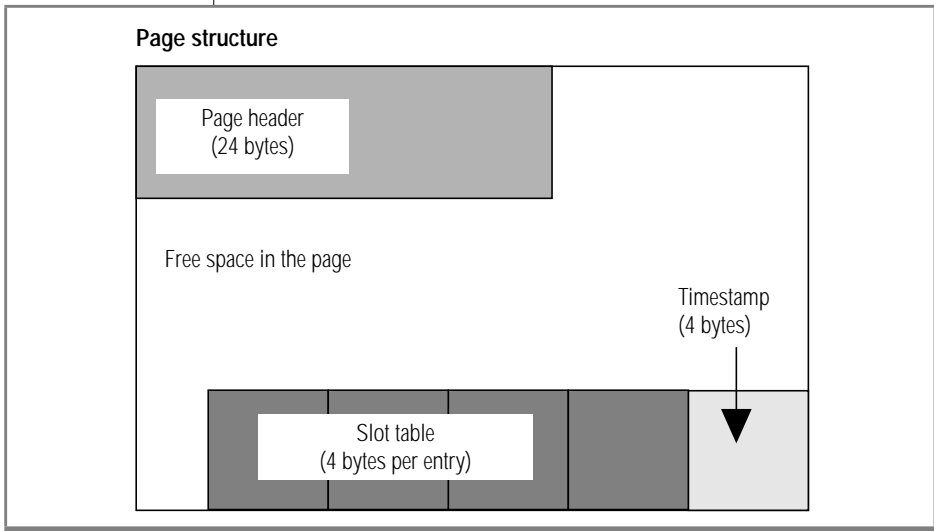 Page structure
Page header
(24 bytes)
Free space in the page
Timestamp
(4 bytes)
Slot table
(4 bytes per entry)